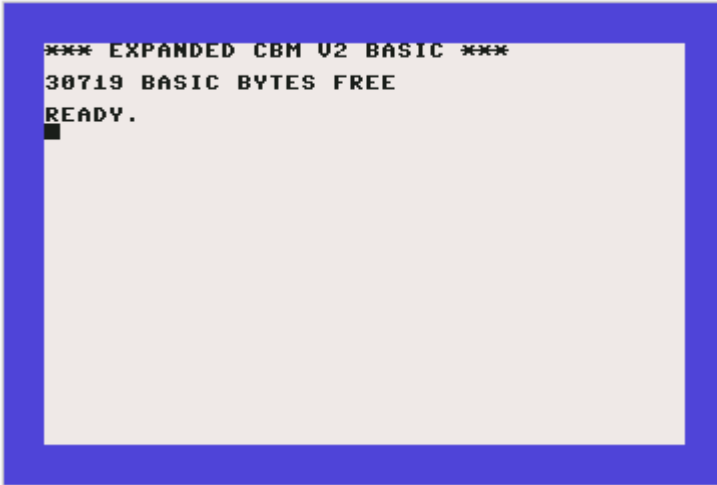 *** EXPANDED CBM V2 BASIC ***
30719 BASIC BYTES FREE
READY.